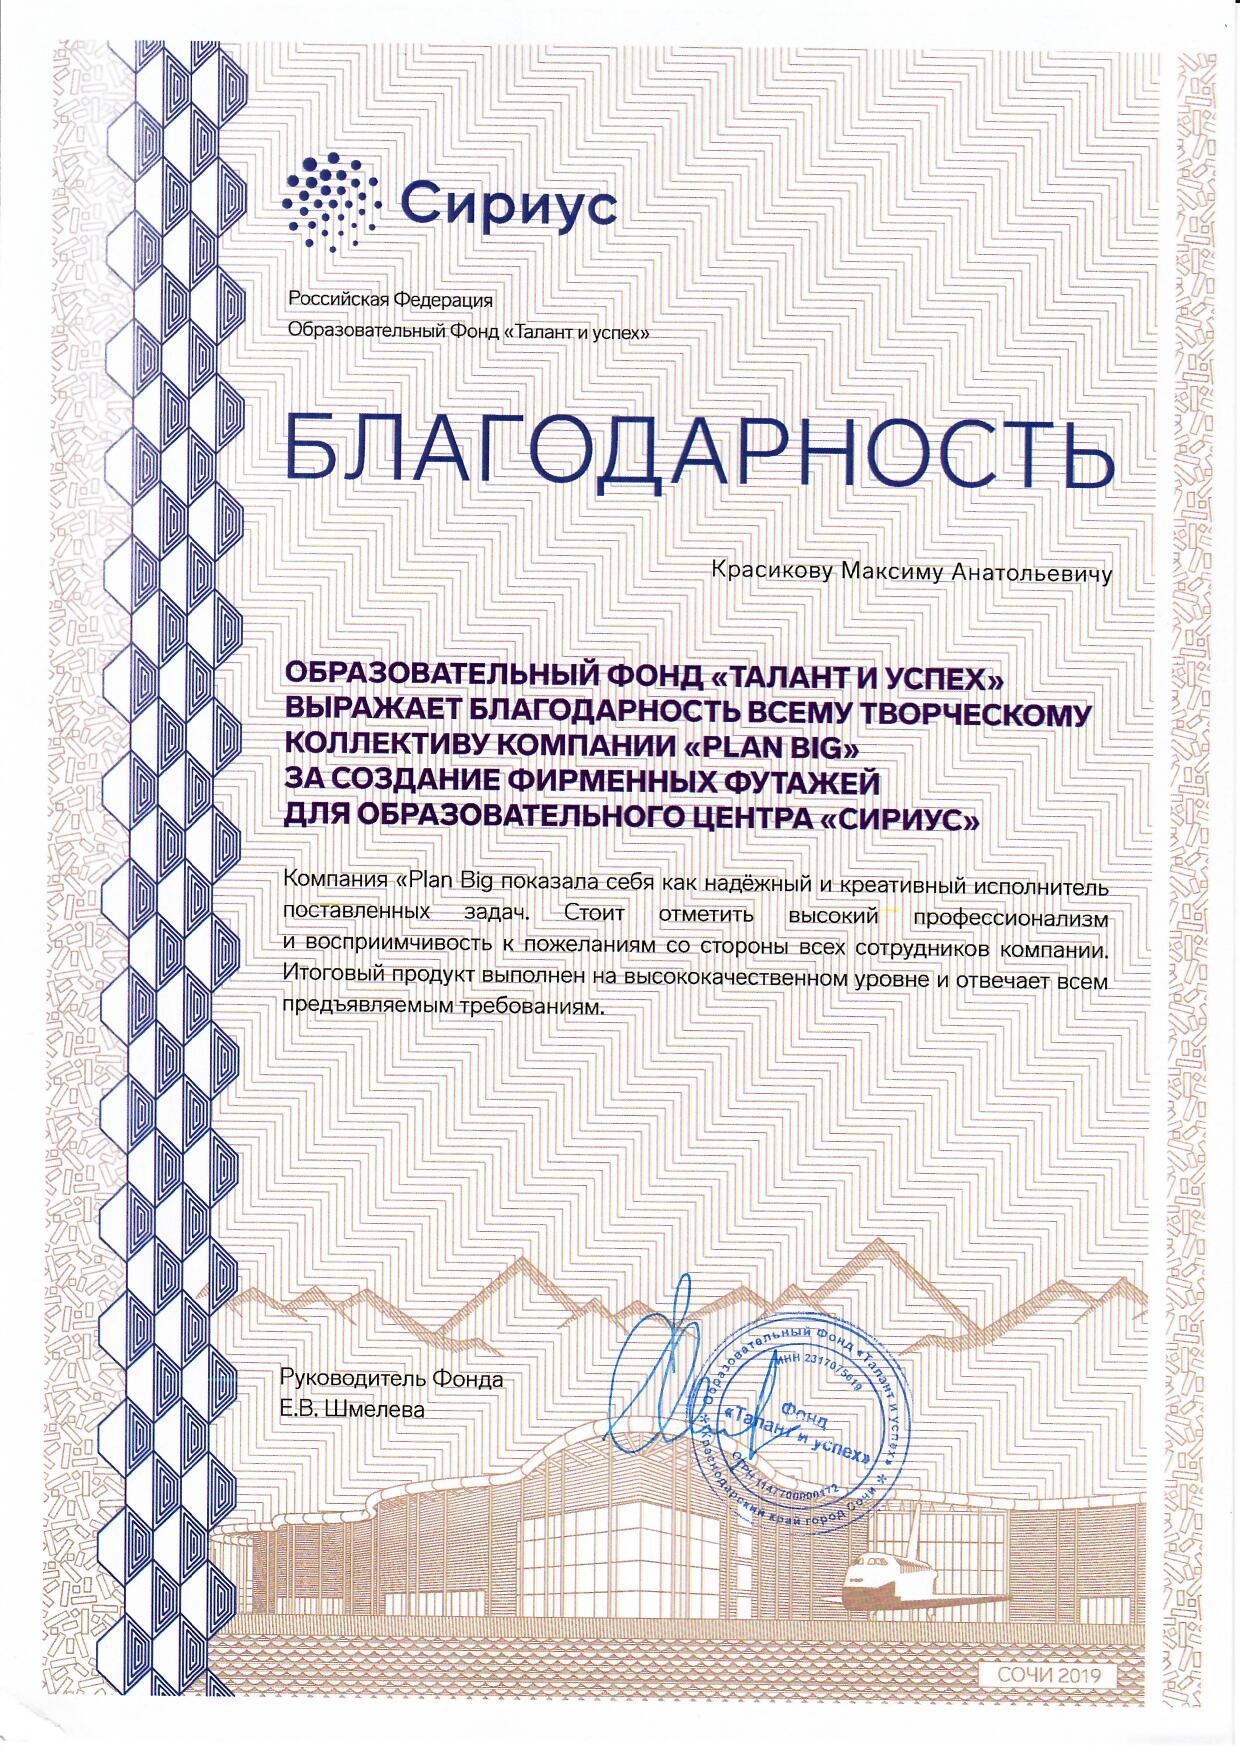 Сириус
Российская Федерация
Образовательный Фонд «Талант и успех»
БЛАГОДАРНОСТЬ
Красикову Максиму Анатольевичу
ОБРАЗОВАТЕЛЬНЫЙ ФОНД «ТАЛАНТ И УСПЕХ»
ВЫРАЖАЕТ БЛАГОДАРНОСТЬ ВСЕМУ ТВОРЧЕСКОМУ
КОЛЛЕКТИВУ КОМПАНИИ «PLAN BIG»
ЗА СОЗДАНИЕ ФИРМЕННЫХ ФУТАЖЕЙ
ДЛЯ ОБРАЗОВАТЕЛЬНОГО ЦЕНТРА «СИРИУС»
Компания «Plan Big показала себя как надёжный и креативный исполнитель
поставленных задач. Стоит отметить высокий профессионализм
и восприимчивость к пожеланиям со стороны всех сотрудников компании.
Итоговый продукт выполнен на высококачественном уровне и отвечает всем
предъявляемым требованиям.
Руководитель Фонда
Е.В. Шмелева
Образовательный Фонд «Талант и успех»
Краснодарский край город Сочи
ИНН 2317075619
Фонд
«Талант и успех»
СОЧИ 2019